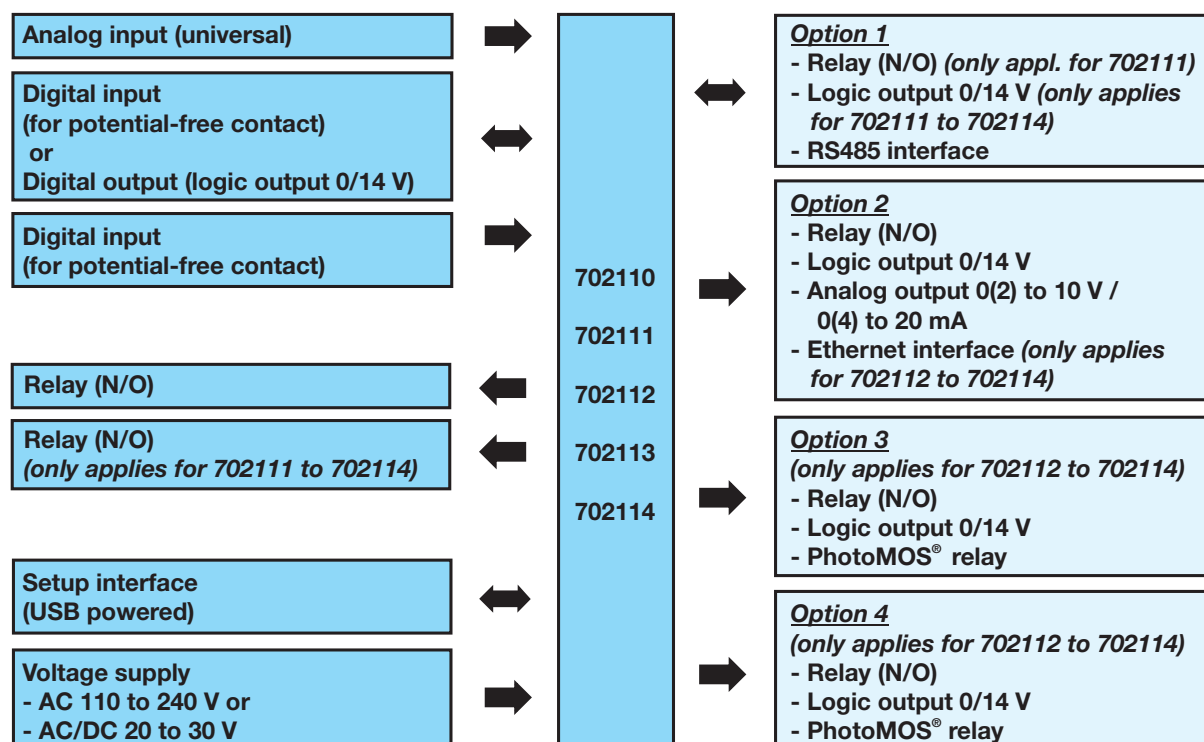 Analog input (universal)
Digital input
(for potential-free contact)
or
Digital output (logic output 0/14 V)
Digital input
(for potential-free contact)
Relay (N/O)
Relay (N/O)
(only applies for 702111 to 702114)
Setup interface
(USB powered)
Voltage supply
- AC 110 to 240 V or
- AC/DC 20 to 30 V
702110
702111
702112
702113
702114
Option 1
- Relay (N/O) (only appl. for 702111)
- Logic output 0/14 V (only applies
for 702111 to 702114)
- RS485 interface
Option 2
- Relay (N/O)
- Logic output 0/14 V
- Analog output 0(2) to 10 V /
0(4) to 20 mA
- Ethernet interface (only applies
for 702112 to 702114)
Option 3
(only applies for 702112 to 702114)
- Relay (N/O)
- Logic output 0/14 V
- PhotoMOS® relay
Option 4
(only applies for 702112 to 702114)
- Relay (N/O)
- Logic output 0/14 V
- PhotoMOS® relay